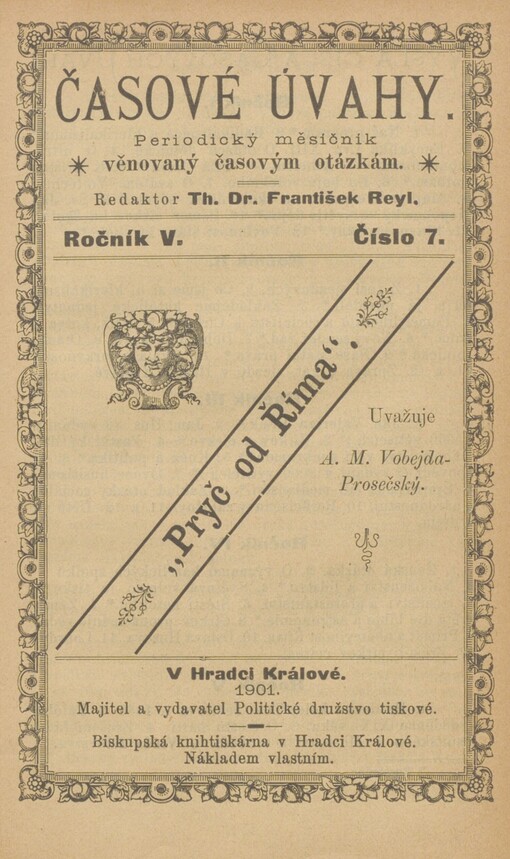 ČASOVÉ ÚVAHY.
Periodický měsíčník
* věnovaný časovým otázkám. *
Redaktor Th. Dr. František Reyl.
Ročník V. Číslo 7.
„Pryč od Říma“.
Uvažuje
A. M. Vobejda-
Prosečský.
V Hradci Králové.
1901.
Majitel a vydavatel Politické družstvo tiskové.
Biskupská knihtiskárna v Hradci Králové.
Nákladem vlastním.